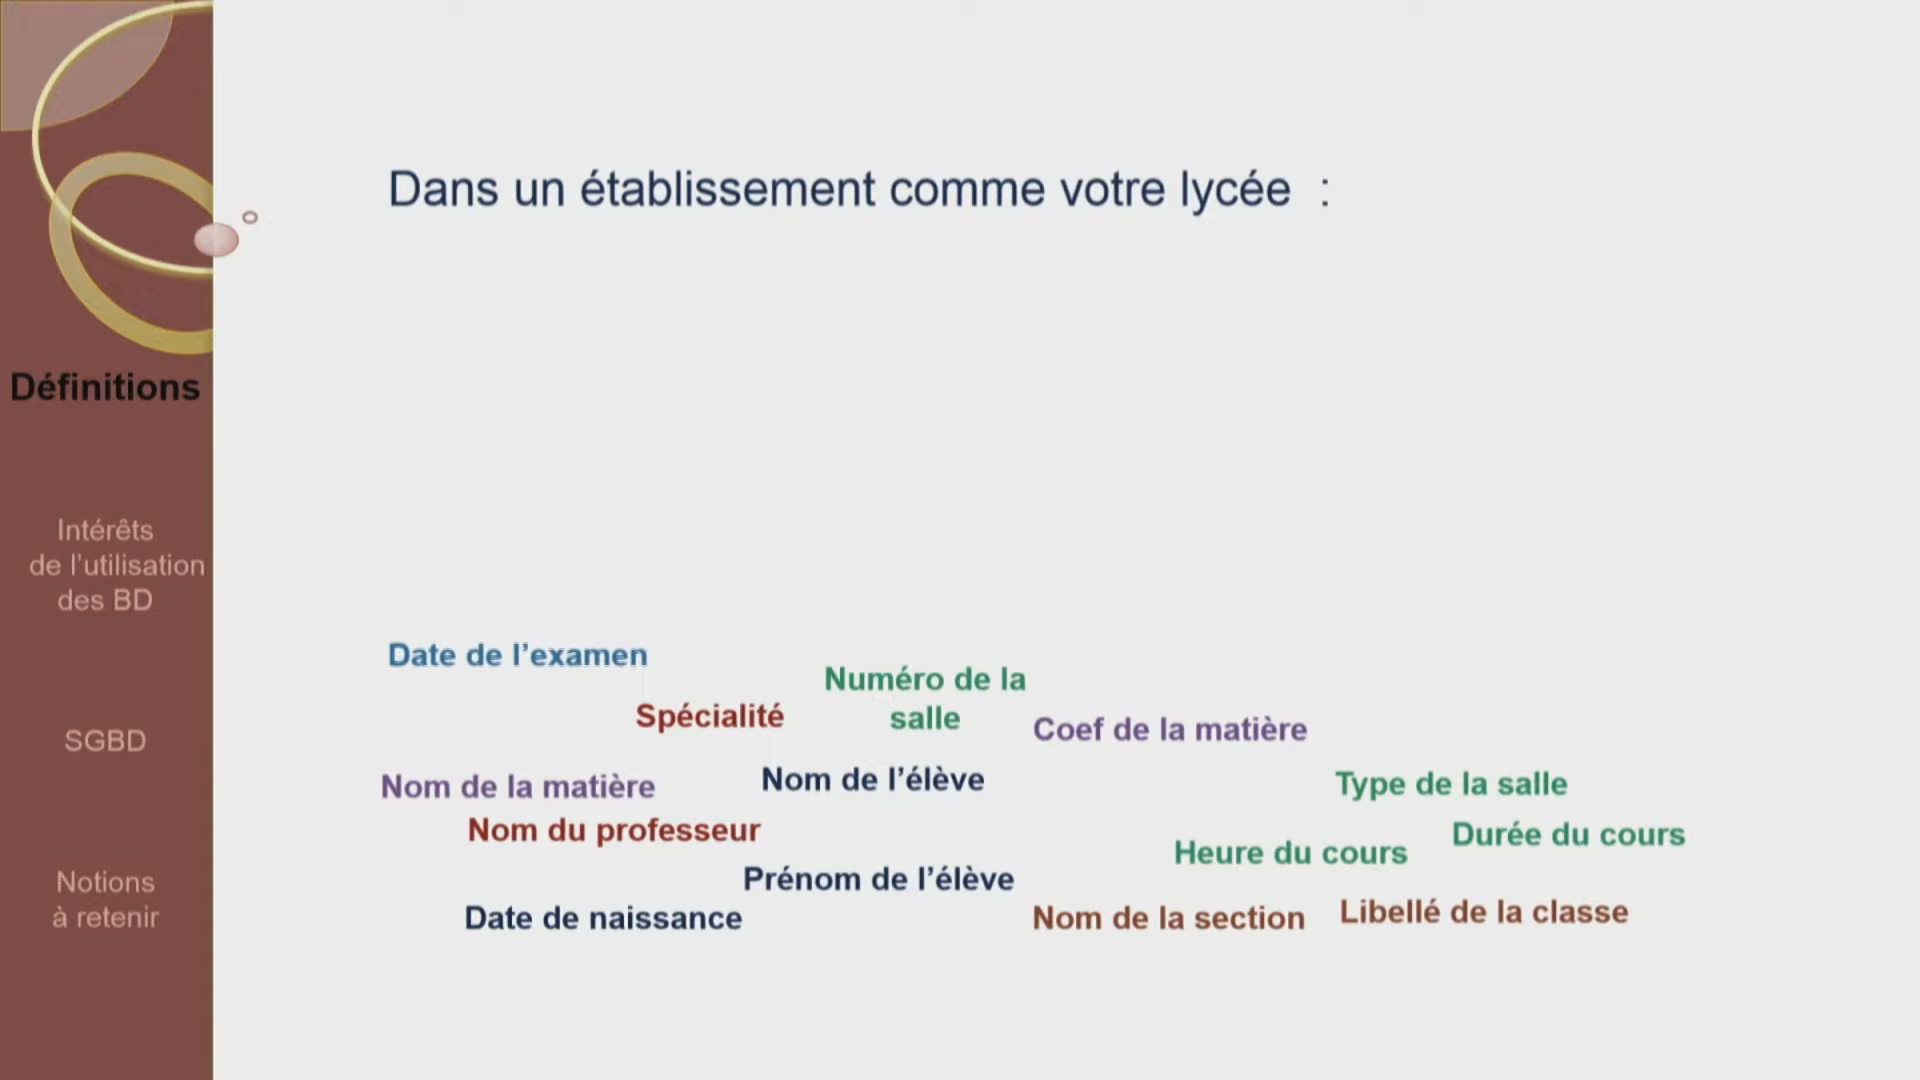 Dans un établissement comme votre lycée :
Définitions
Intérêts
de l’utilisation
des BD
SGBD
Notions
à retenir
Date de l’examen
Numéro de la
salle
Spécialité
Coef de la matière
Nom de la matière
Nom de l’élève
Type de la salle
Nom du professeur
Heure du cours
Durée du cours
Prénom de l’élève
Date de naissance
Nom de la section
Libellé de la classe